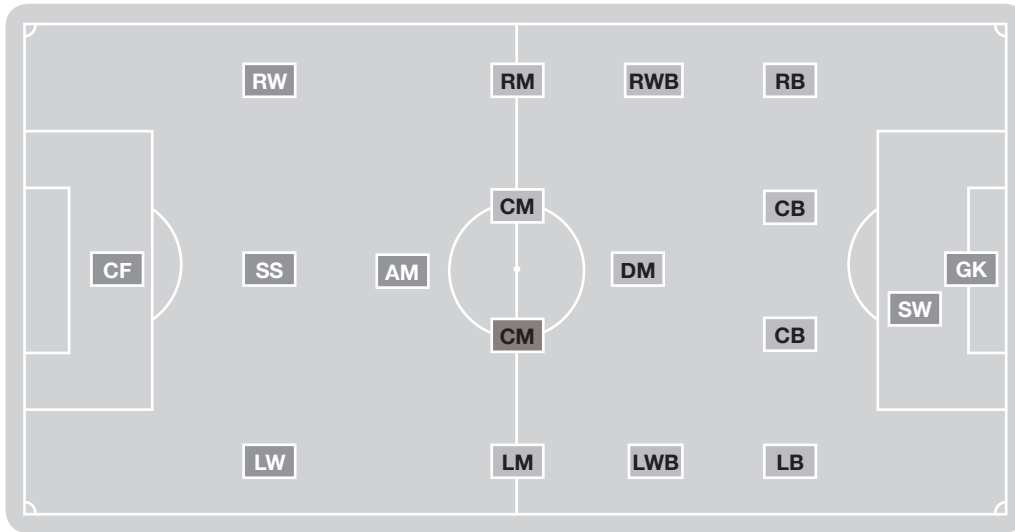 RW RM RWB RB
CM CB
CF SS AM DM GK
SW
CM CB
LW LM LWB LB